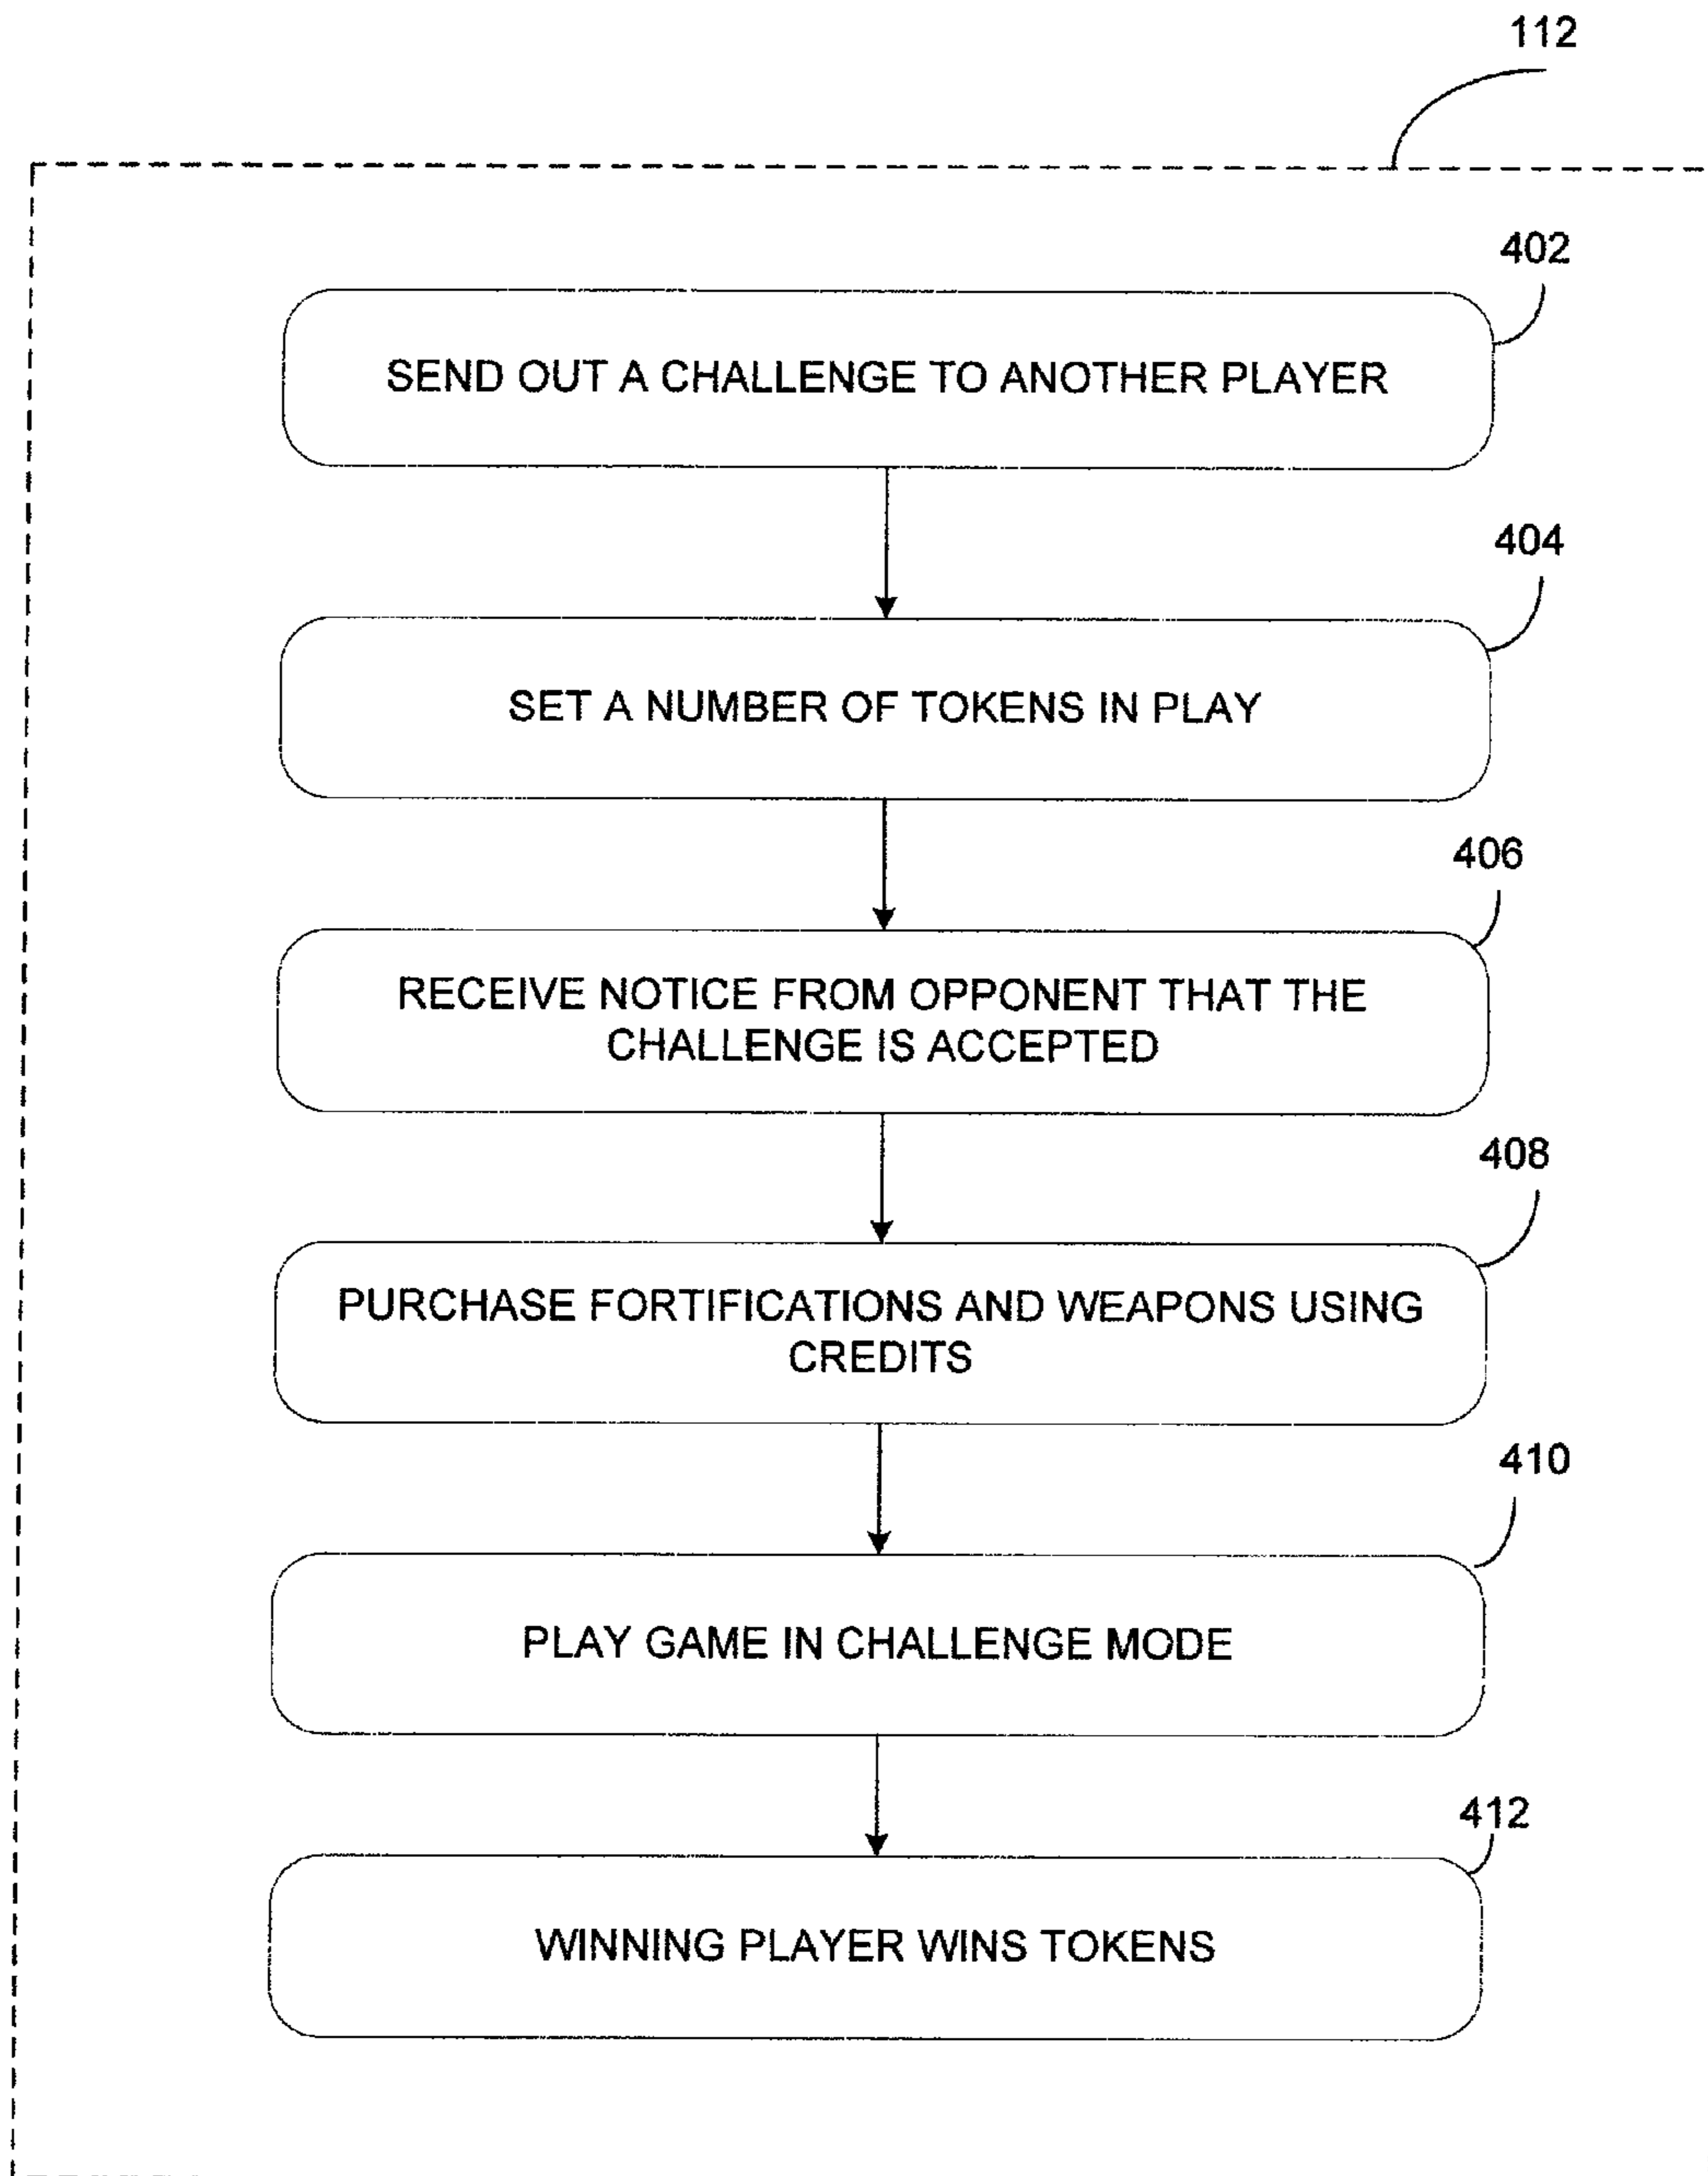 112
402
SEND OUT A CHALLENGE TO ANOTHER PLAYER
404
SET A NUMBER OF TOKENS IN PLAY
406
RECEIVE NOTICE FROM OPPONENT THAT THE
CHALLENGE IS ACCEPTED
408
PURCHASE FORTIFICATIONS AND WEAPONS USING
CREDITS
410
PLAY GAME IN CHALLENGE MODE
412
WINNING PLAYER WINS TOKENS